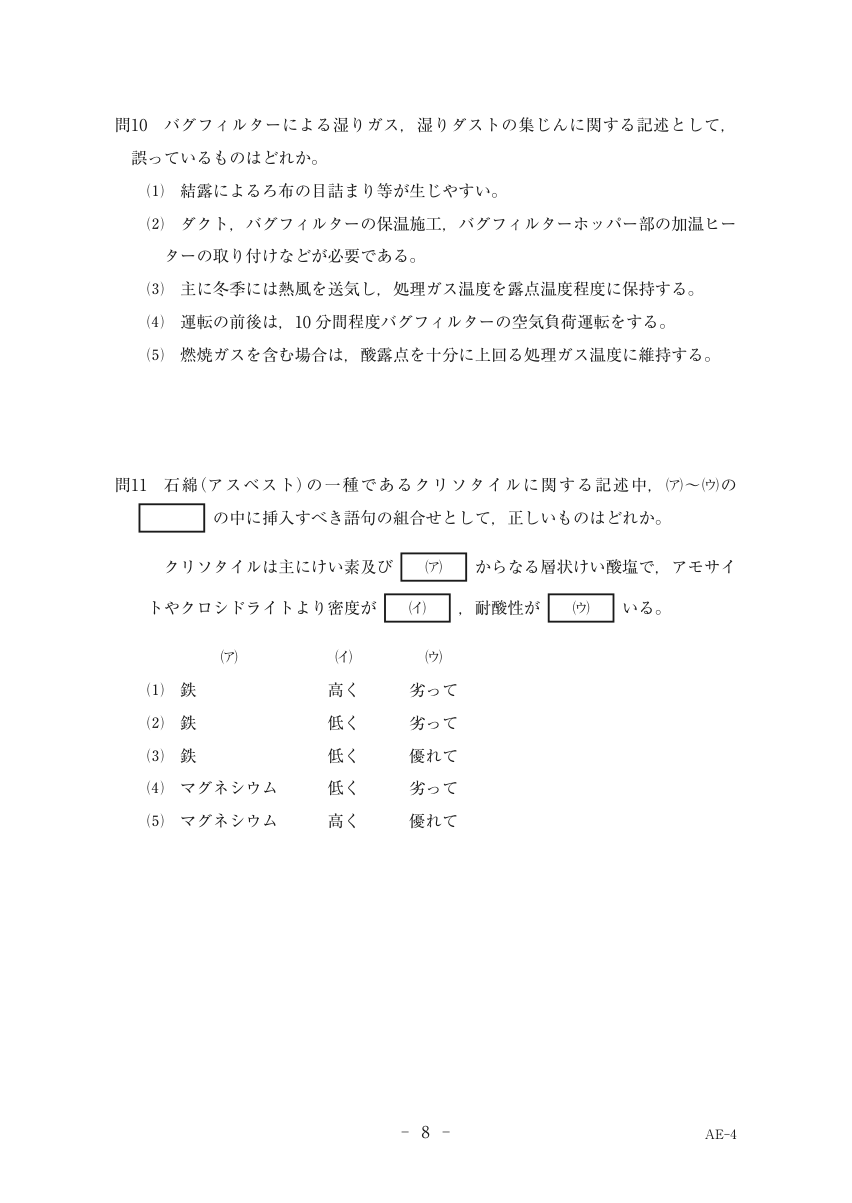 問10　バグフィルターによる湿りガス，湿りダストの集じんに関する記述として，
誤っているものはどれか。
⑴　結露によるろ布の目詰まり等が生じやすい。
⑵　ダクト，バグフィルターの保温施工，バグフィルターホッパー部の加温ヒー
ターの取り付けなどが必要である。
⑶　主に冬季には熱風を送気し，処理ガス温度を露点温度程度に保持する。
⑷　運転の前後は，10 分間程度バグフィルターの空気負荷運転をする。
⑸　燃焼ガスを含む場合は，酸露点を十分に上回る処理ガス温度に維持する。
問11　石綿(アスベスト)の一種であるクリソタイルに関する記述中，(ア)〜(ウ)の
の中に挿入すべき語句の組合せとして，正しいものはどれか。
クリソタイルは主にけい素及び (ア) からなる層状けい酸塩で，アモサイ
トやクロシドライトより密度が (イ) ，耐酸性が (ウ) いる。
(ア)　(イ)　(ウ)
⑴　鉄　高く　劣って
⑵　鉄　低く　劣って
⑶　鉄　低く　優れて
⑷　マグネシウム　低く　劣って
⑸　マグネシウム　高く　優れて
- 8 -
AE-4